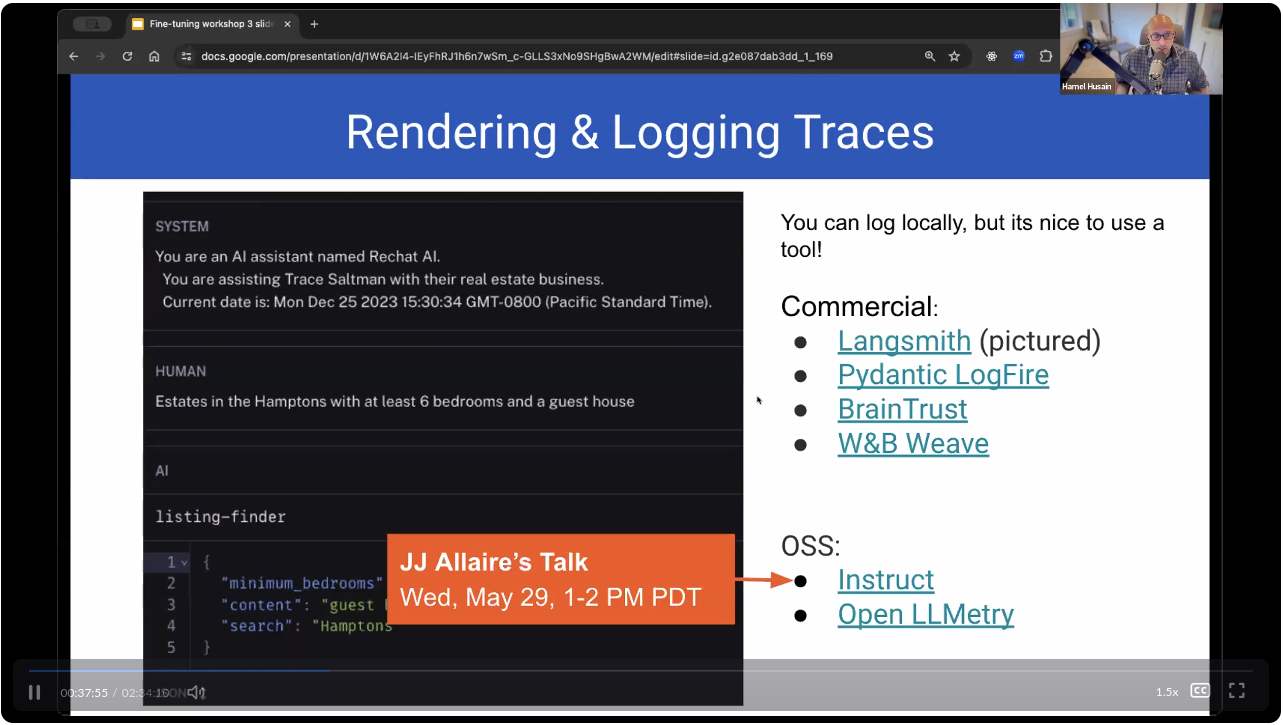 Fine-tuning workshop 3 slide
docs.google.com/presentation/d/1W6A2I4-IEyFhRJ1h6n7wSm_c-GLLS3xNo9SHgBwA2WM/edit#slide=id.g2e087dab3dd_1_169
zm
Hamel Husain
Rendering & Logging Traces
SYSTEM
You are an AI assistant named Rechat AI.
You are assisting Trace Saltman with their real estate business.
Current date is: Mon Dec 25 2023 15:30:34 GMT-0800 (Pacific Standard Time).
HUMAN
Estates in the Hamptons with at least 6 bedrooms and a guest house
AI
listing-finder
1 {
2 "minimum_bedrooms"
3 "content": "guest
4 "search": "Hamptons
5 }
JJ Allaire's Talk
Wed, May 29, 1-2 PM PDT
You can log locally, but its nice to use a
tool!
Commercial:
● Langsmith (pictured)
● Pydantic LogFire
● BrainTrust
● W&B Weave
OSS:
● Instruct
● Open LLMetry
00:37:55 / 02:34:10
1.5x
CC